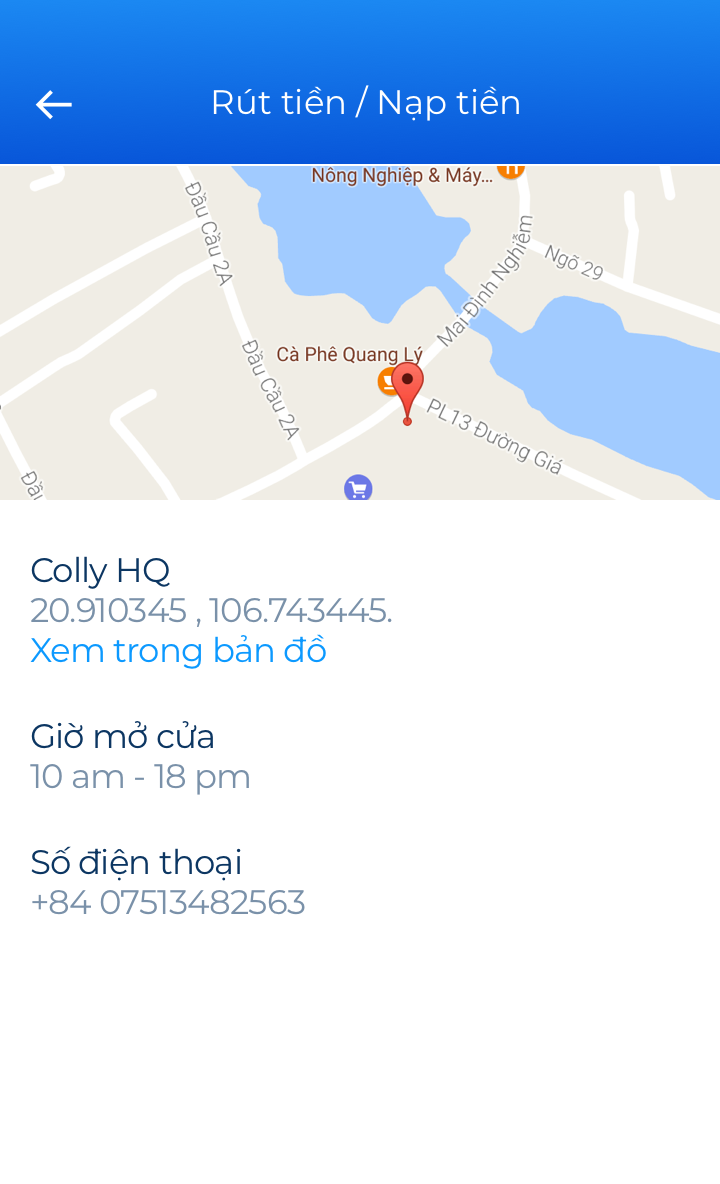 Rút tiền / Nạp tiền
Nông Nghiệp & Máy...
Đầu Cầu 2A
Mai Đình Nghiễm
Ngõ 29
Cà Phê Quang Lý
Đầu Cầu 2A
PL13 Đường Giá
Colly HQ
20.910345 , 106.743445.
Xem trong bản đồ
Giờ mở cửa
10 am - 18 pm
Số điện thoại
+84 07513482563